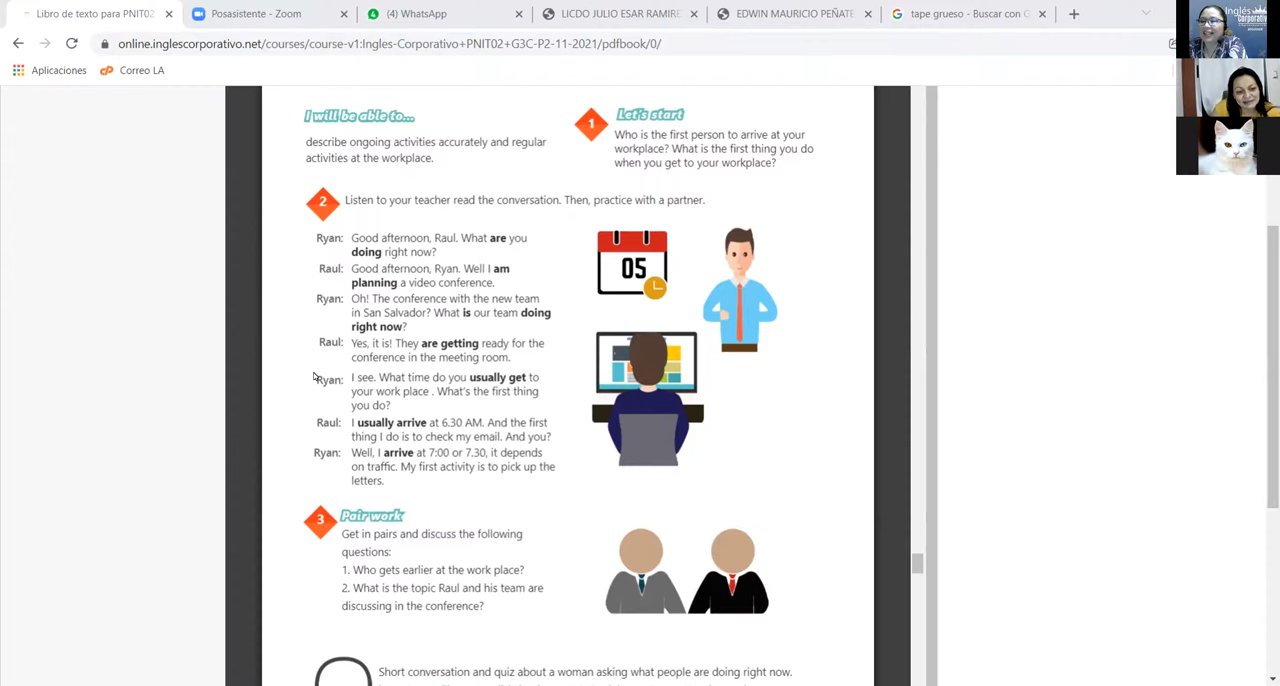 Libro de texto para PNIT02
Posasistente - Zoom
(4) WhatsApp
LICDO JULIO ESAR RAMIRE
EDWIN MAURICIO PEÑATE
tape grueso - Buscar con G
online.inglescorporativo.net/courses/course-v1:Ingles-Corporativo+PNIT02+G3C-P2-11-2021/pdfbook/0/
Aplicaciones
Correo LA
Inglés
Corporativo
I will be able to...
describe ongoing activities accurately and regular
activities at the workplace.
1
Let's start
Who is the first person to arrive at your
workplace? What is the first thing you do
when you get to your workplace?
2
Listen to your teacher read the conversation. Then, practice with a partner.
Ryan: Good afternoon, Raul. What are you
doing right now?
Raul: Good afternoon, Ryan. Well I am
planning a video conference.
Ryan: Oh! The conference with the new team
in San Salvador? What is our team doing
right now?
Raul: Yes, it is! They are getting ready for the
conference in the meeting room.
Ryan: I see. What time do you usually get to
your work place . What's the first thing
you do?
Raul: I usually arrive at 6.30 AM. And the first
thing I do is to check my email. And you?
Ryan: Well, I arrive at 7:00 or 7.30, it depends
on traffic. My first activity is to pick up the
letters.
05
3
Pair work
Get in pairs and discuss the following
questions:
1. Who gets earlier at the work place?
2. What is the topic Raul and his team are
discussing in the conference?
Short conversation and quiz about a woman asking what people are doing right now.